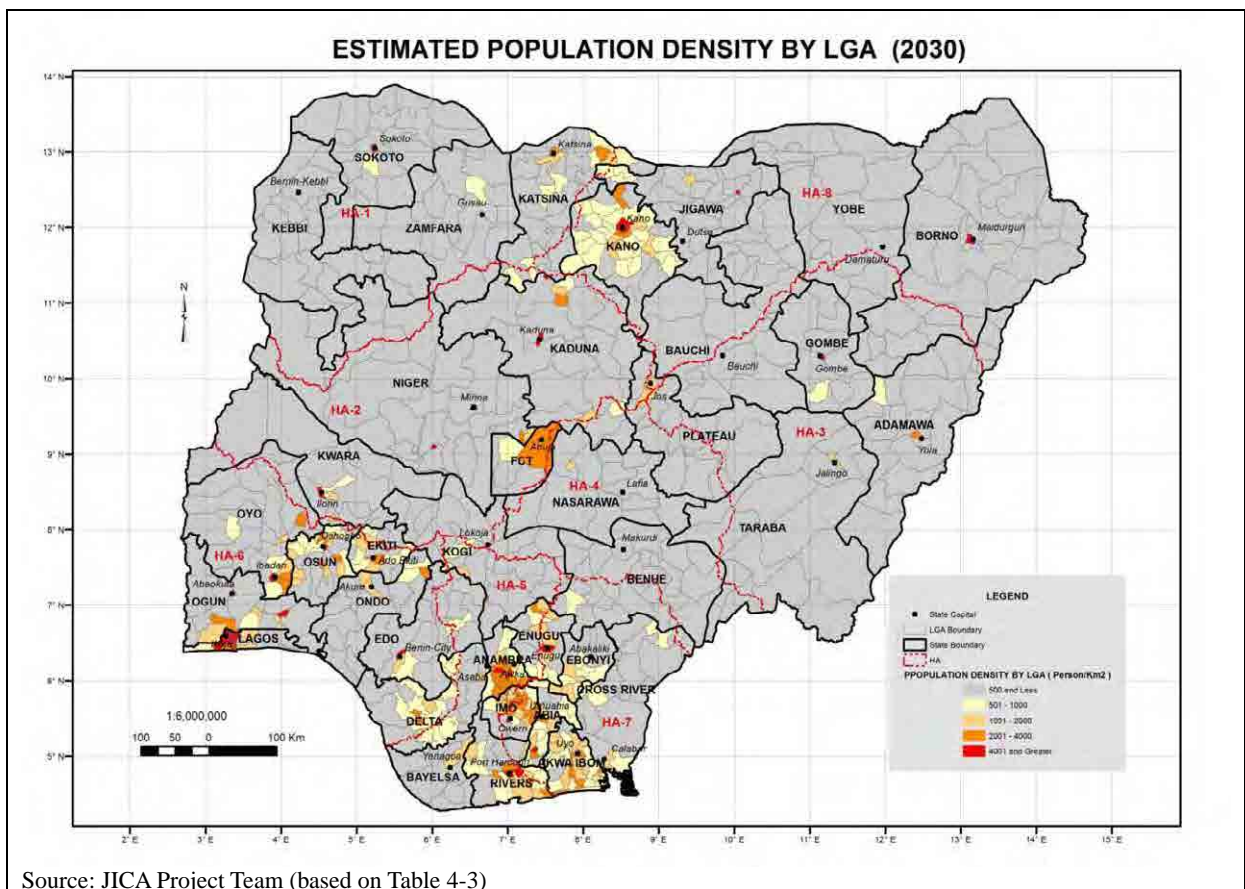 ESTIMATED POPULATION DENSITY BY LGA (2030)
14° N
13° N
12° N
11° N
10° N
9° N
8° N
7° N
6° N
5° N
N
Sokoto
SOKOTO
Katsina
Birnin-Kebbi
HA-1
KEBBI
Gusau
ZAMFARA
KATSINA
Kano
KANO
JIGAWA
Dutse
HA-8
YOBE
BORNO
Maiduguri
Damaturu
Kaduna
KADUNA
BAUCHI
Bauchi
GOMBE
Gombe
NIGER
HA-2
Minna
Jos
PLATEAU
HA-3
ADAMAWA
Yola
Jalingo
Abuja
FCT
KWARA
Ilorin
HA-4
NASARAWA
Lafia
OYO
HA-6
Oshogbo
OSUN
EKITI
Ado Ekiti
KOGI
Lokoja
Makurdi
TARABA
Ibadan
Abeokuta
OGUN
Akure
ONDO
HA-5
BENUE
LAGOS
Ikeja
EDO
Benin-City
ENUGU
Enugu
Abakaliki
EBONYI
ANAMBRA
Asaba
CROSS RIVER
DELTA
IMO
Owerri
Umuahia
ABIA
HA-7
Uyo
Calabar
Yenagoa
BAYELSA
Port Harcourt
RIVERS
AKWA IBOM
1:6,000,000
100 50 0 100 Km
LEGEND
State Capital
LGA Boundary
State Boundary
HA
PPOPULATION DENSITY BY LGA ( Person/Km2 )
500 and Less
501 - 1000
1001 - 2000
2001 - 4000
4001 and Greater
2° E 3° E 4° E 5° E 6° E 7° E 8° E 9° E 10° E 11° E 12° E 13° E 14° E 15° E
Source: JICA Project Team (based on Table 4-3)